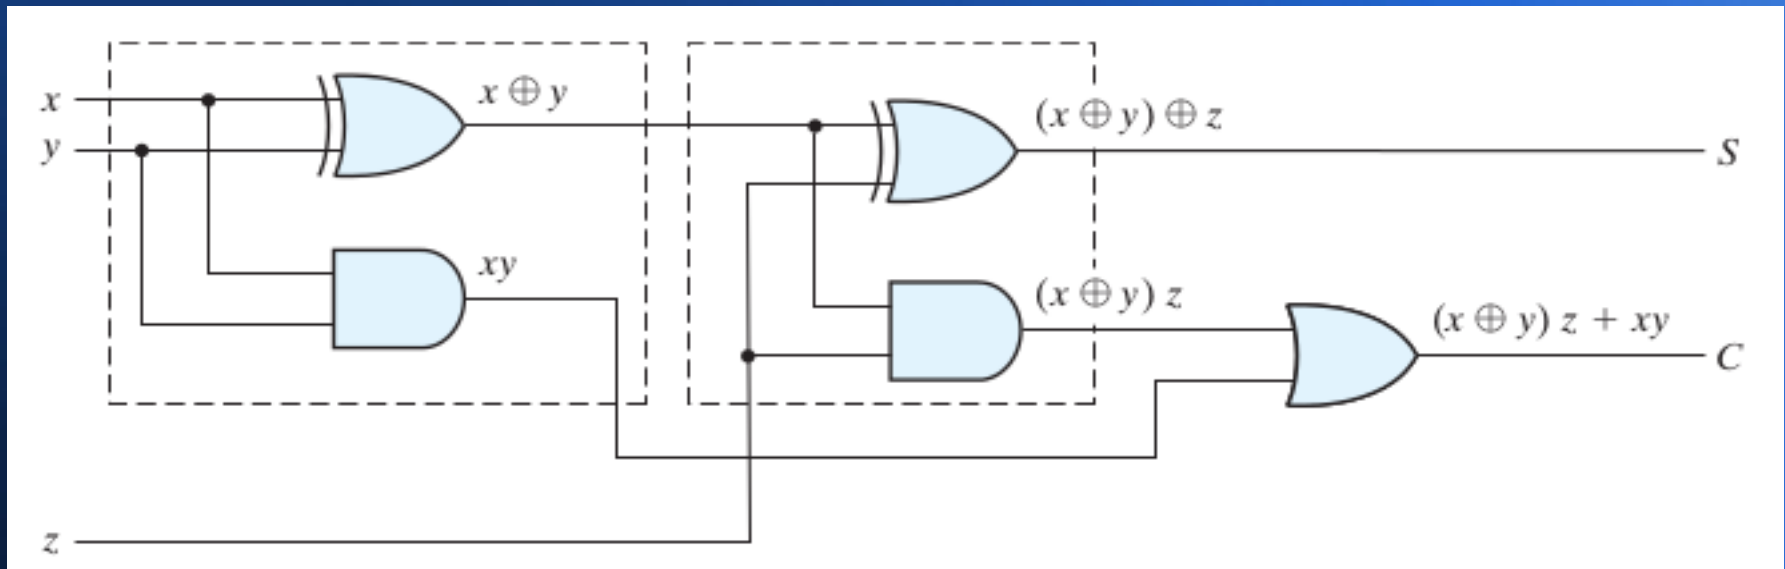 x
y
x ⊕ y
(x ⊕ y) ⊕ z
S
xy
(x ⊕ y) z
(x ⊕ y) z + xy
C
z